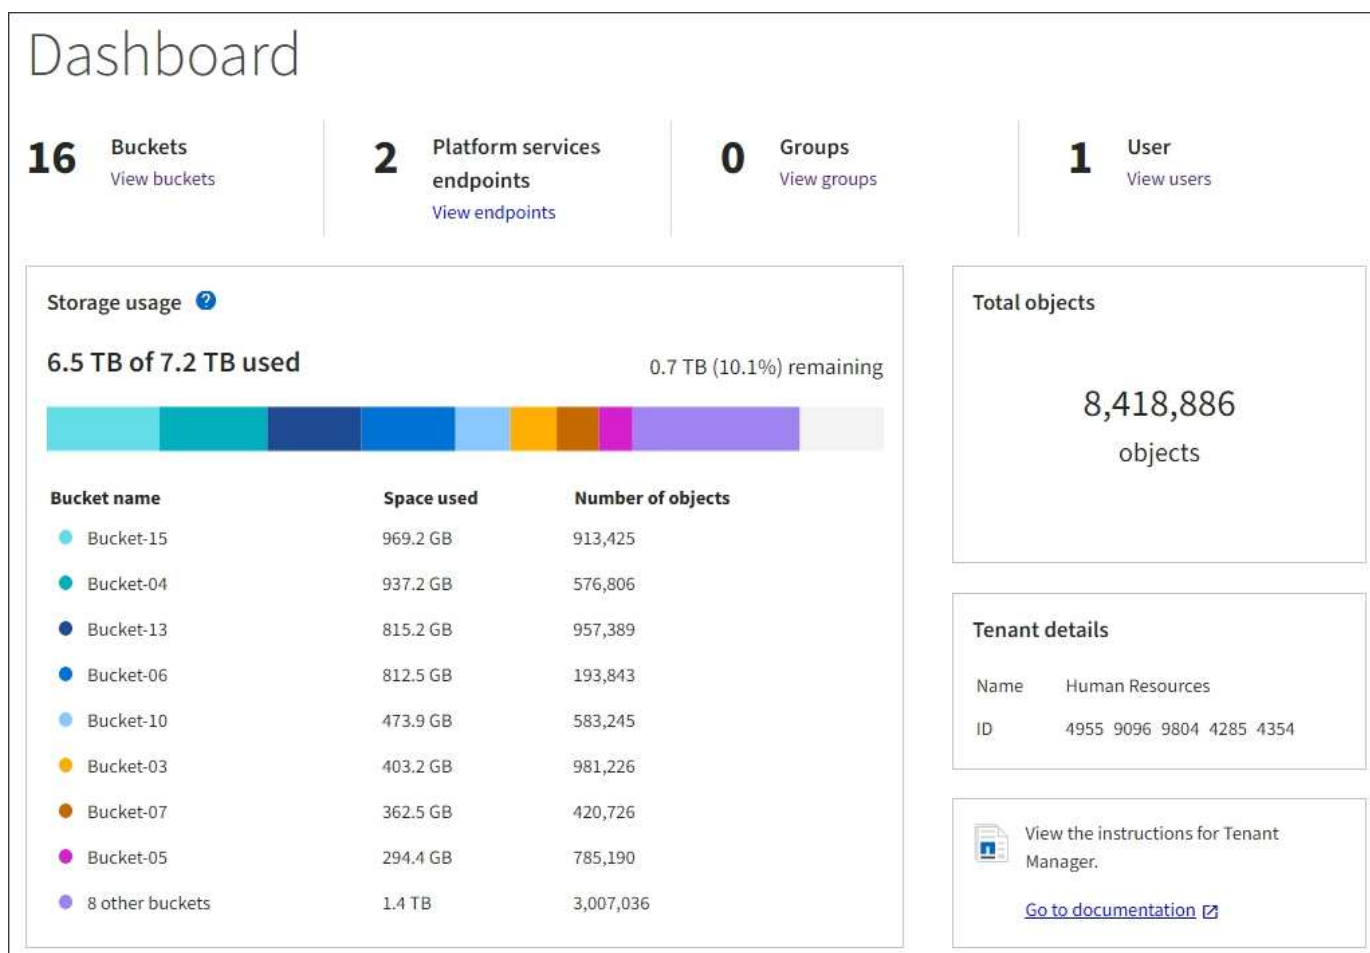 Dashboard
16 Buckets
View buckets
2 Platform services
endpoints
View endpoints
0 Groups
View groups
1 User
View users
Storage usage ?
6.5 TB of 7.2 TB used
0.7 TB (10.1%) remaining
Bucket name Space used Number of objects
Bucket-15 969.2 GB 913,425
Bucket-04 937.2 GB 576,806
Bucket-13 815.2 GB 957,389
Bucket-06 812.5 GB 193,843
Bucket-10 473.9 GB 583,245
Bucket-03 403.2 GB 981,226
Bucket-07 362.5 GB 420,726
Bucket-05 294.4 GB 785,190
8 other buckets 1.4 TB 3,007,036
Total objects
8,418,886
objects
Tenant details
Name Human Resources
ID 4955 9096 9804 4285 4354
View the instructions for Tenant
Manager.
Go to documentation